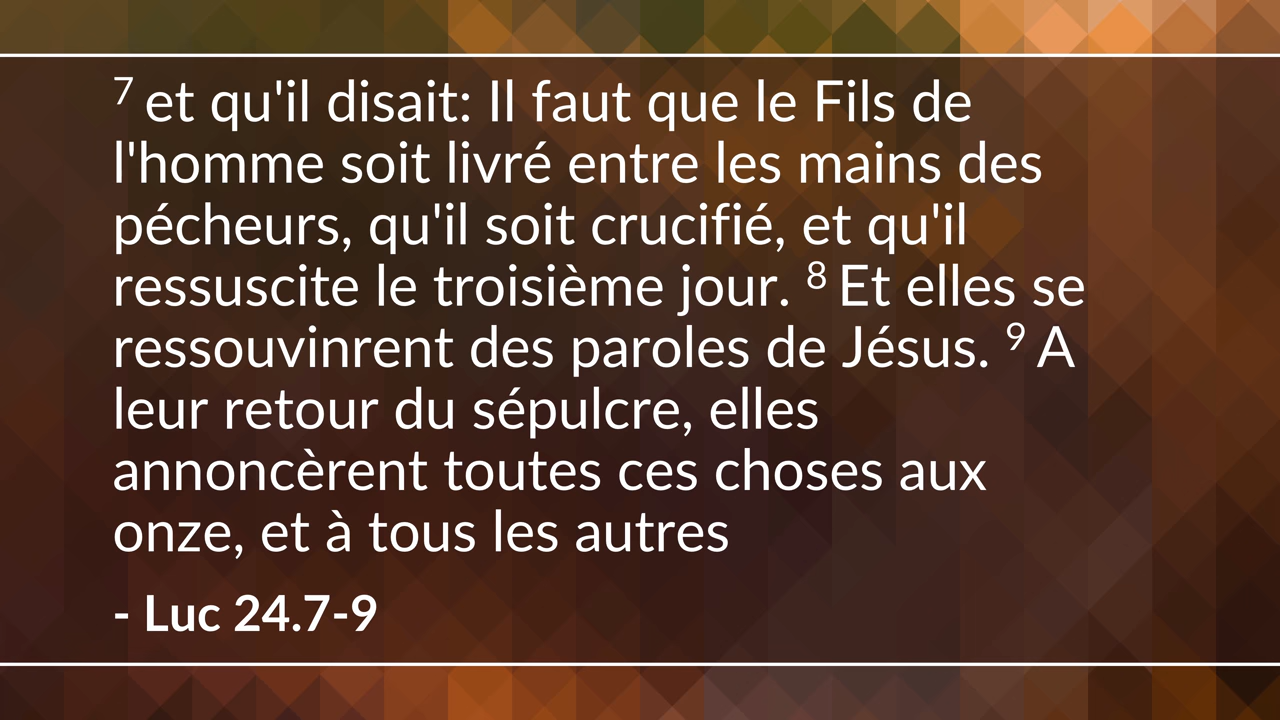 7 et qu'il disait: Il faut que le Fils de
l'homme soit livré entre les mains des
pécheurs, qu'il soit crucifié, et qu'il
ressuscite le troisième jour. 8 Et elles se
ressouvinrent des paroles de Jésus. 9 A
leur retour du sépulcre, elles
annoncèrent toutes ces choses aux
onze, et à tous les autres
- Luc 24.7-9